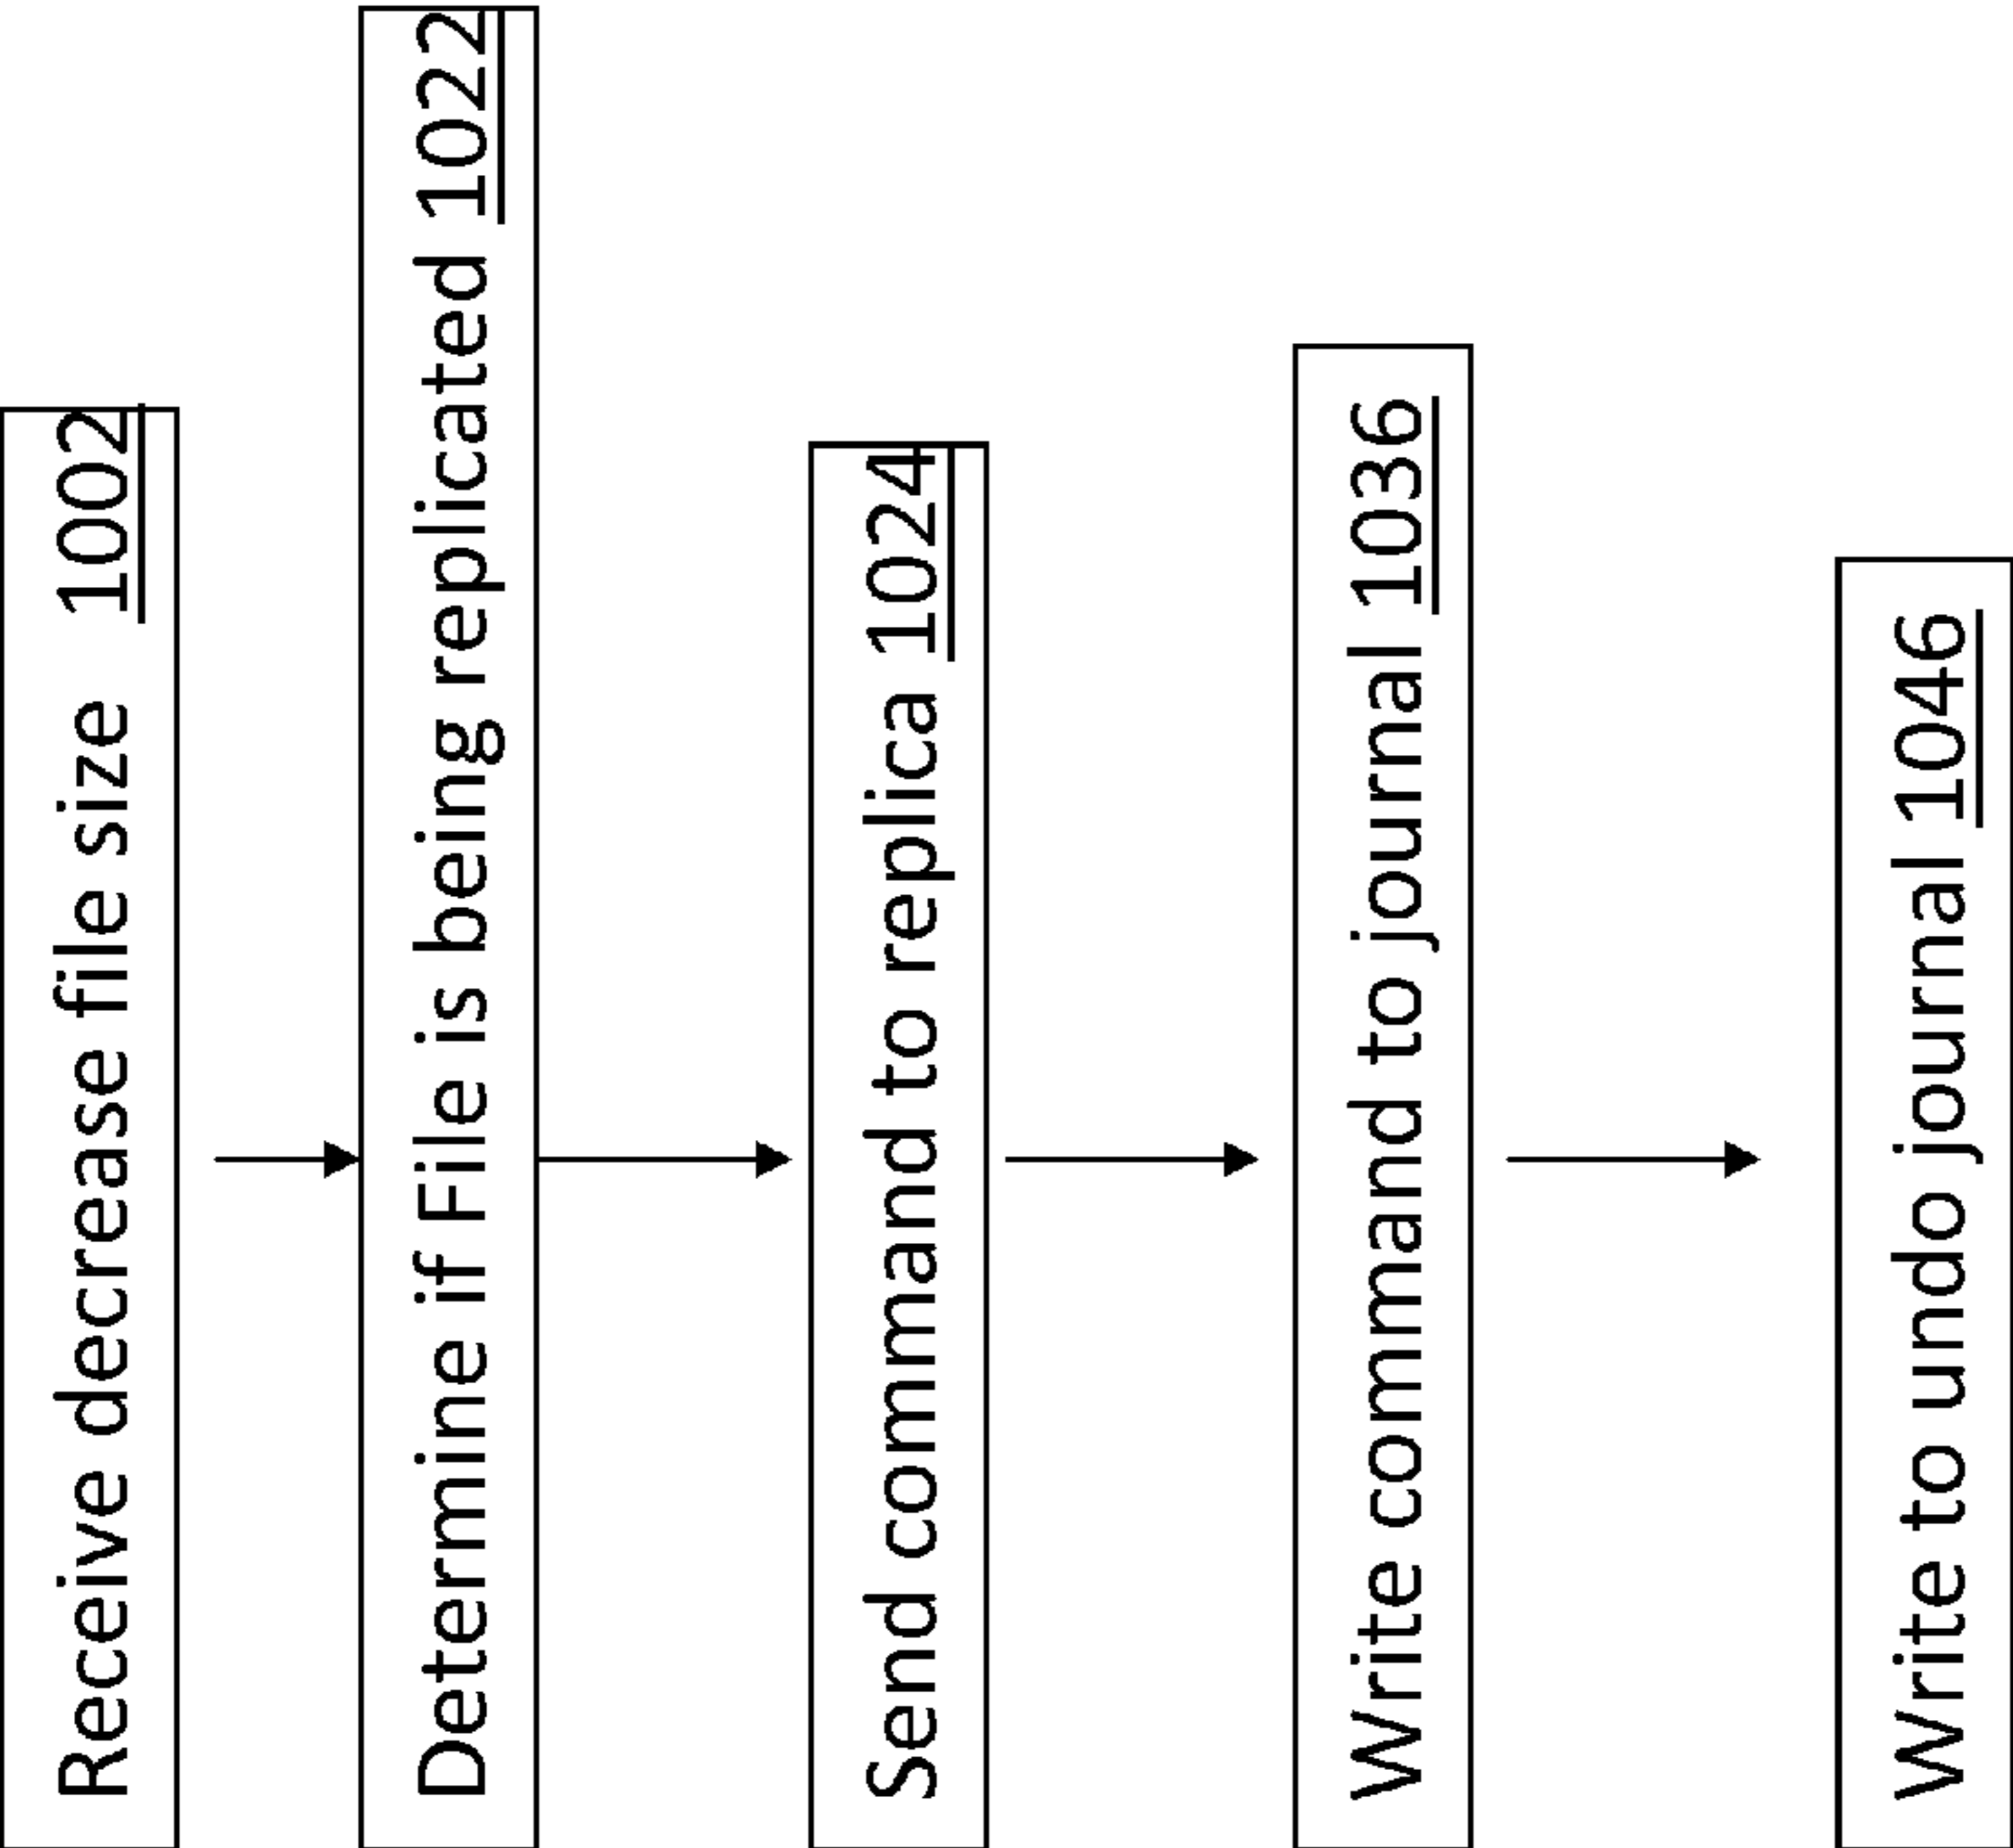 Receive decrease file size 1002
Determine if File is being replicated 1022
Send command to replica 1024
Write command to journal 1036
Write to undo journal 1046